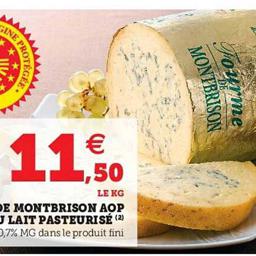 GINE PROTÉGÉE
Fourme
MONTBRISON
11€,50
LE KG
DE MONTBRISON AOP
LAIT PASTEURISÉ (2)
0,7% MG dans le produit fini